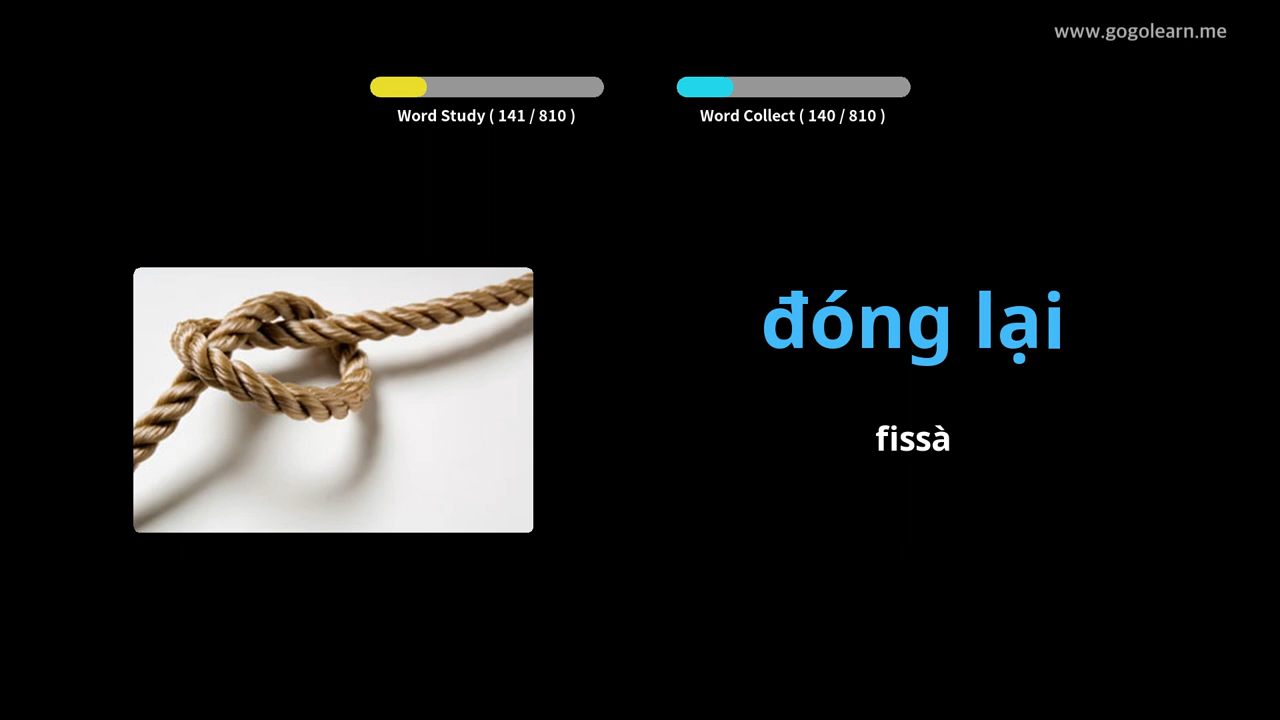 www.gogolearn.me
Word Study ( 141 / 810 )
Word Collect ( 140 / 810 )
đóng lại
fissà